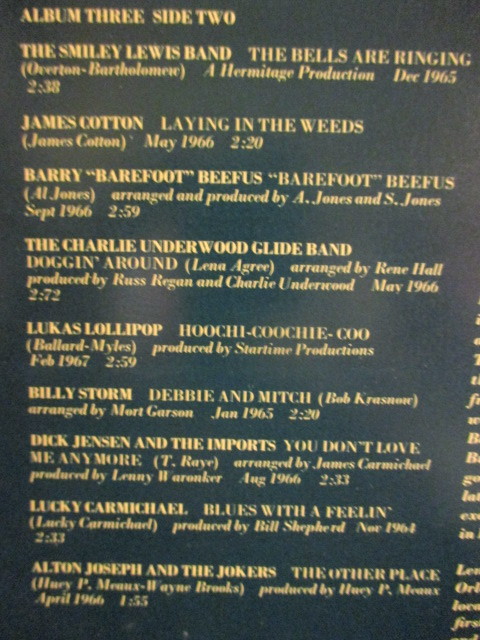 ALBUM THREE SIDE TWO
THE SMILEY LEWIS BAND THE BELLS ARE RINGING
(Overton-Bartholomew) A Hermitage Production Dec 1965
2:38
JAMES COTTON LAYING IN THE WEEDS
(James Cotton) May 1966 2:20
BARRY "BAREFOOT" BEEFUS "BAREFOOT" BEEFUS
(Al Jones) arranged and produced by A. Jones and S. Jones
Sept 1966 2:59
THE CHARLIE UNDERWOOD GLIDE BAND
DOGGIN' AROUND (Lena Agree) arranged by Rene Hall
produced by Russ Regan and Charlie Underwood May 1966
2:72
LUKAS LOLLIPOP HOOCHI-COOCHIE-COO
(Ballard-Myles) produced by Startime Productions
Feb 1967 2:59
BILLY STORM DEBBIE AND MITCH (Bob Krasnow)
arranged by Mort Garson Jan 1965 2:20
DICK JENSEN AND THE IMPORTS YOU DON'T LOVE
ME ANYMORE (T. Raye) arranged by James Carmichael
produced by Lenny Waronker Aug 1966 2:33
LUCKY CARMICHAEL BLUES WITH A FEELIN'
(Lucky Carmichael) produced by Bill Shepherd Nov 1964
2:33
ALTON JOSEPH AND THE JOKERS THE OTHER PLACE
(Huey P. Meaux-Wayne Brooks) produced by Huey P. Meaux
April 1966 1:55